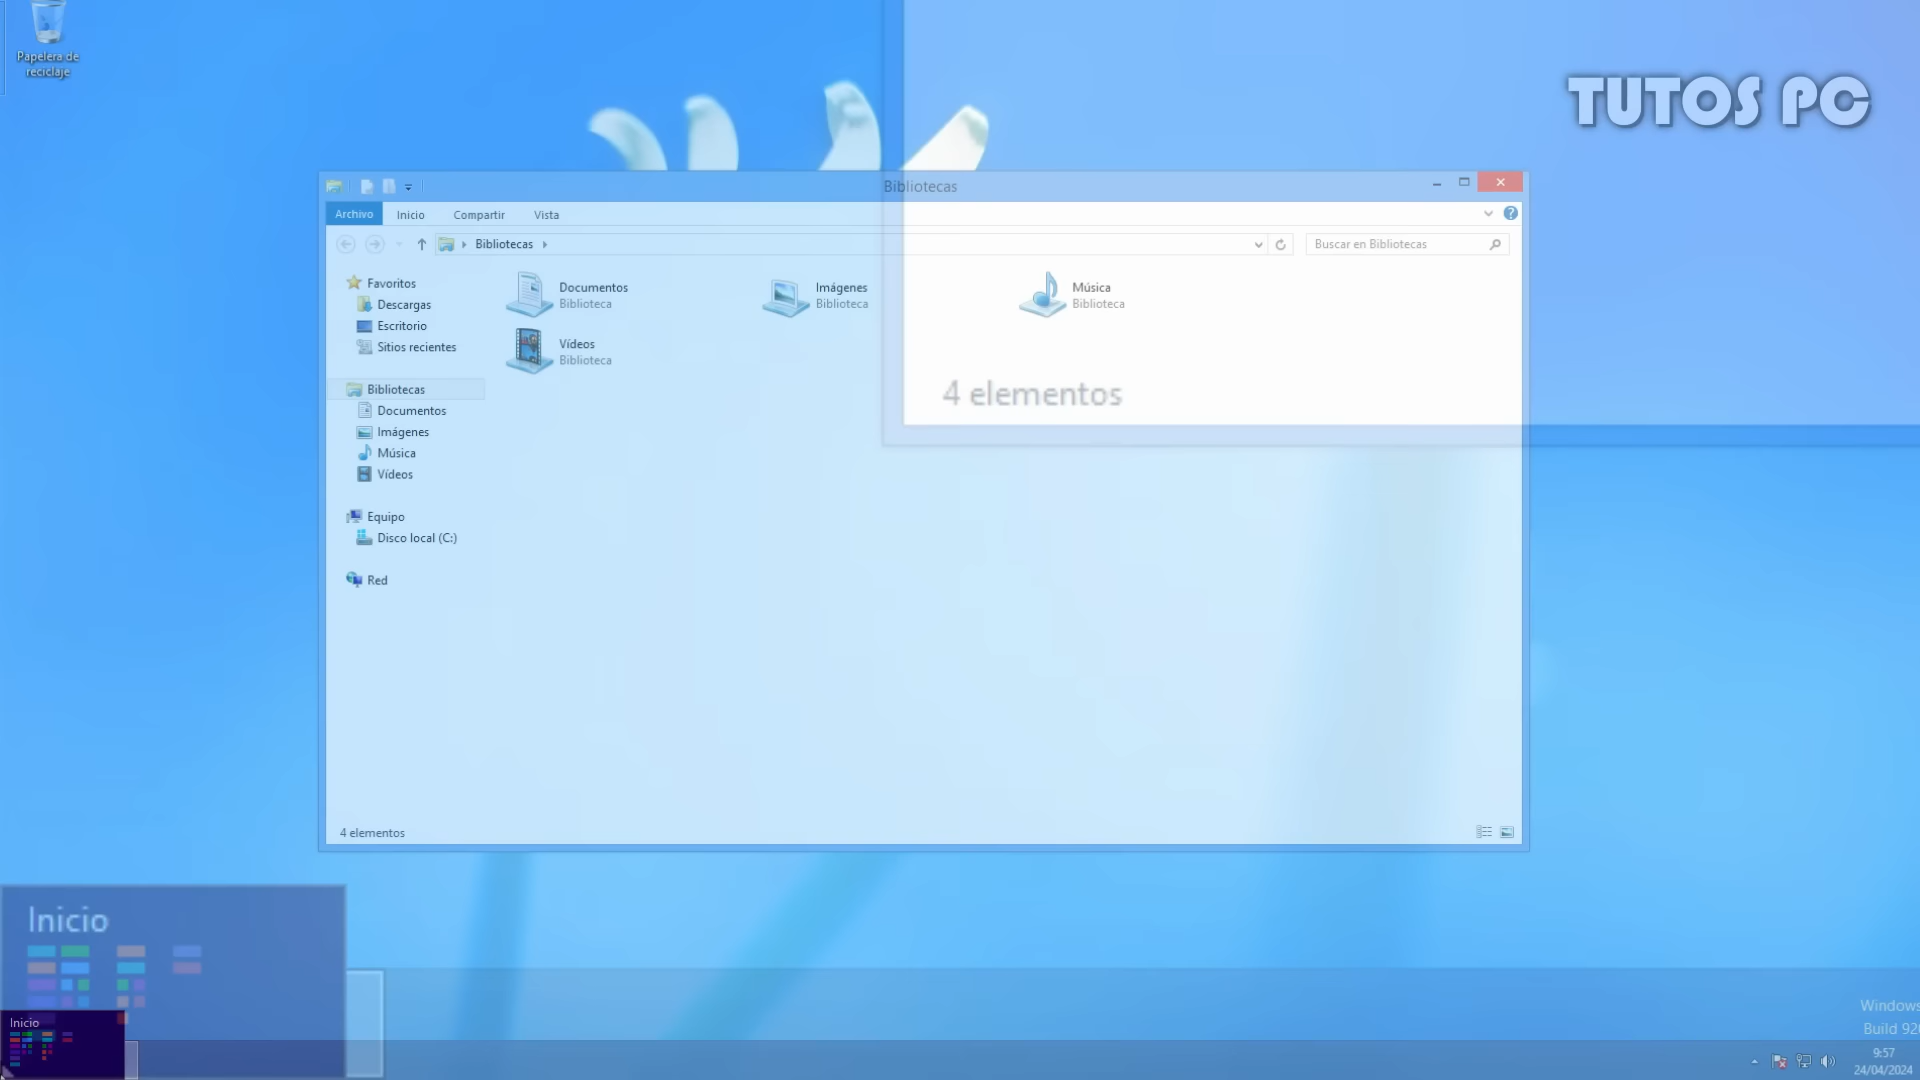 Papelera de
reciclaje
TUTOS PC
Bibliotecas
Archivo
Inicio
Compartir
Vista
Bibliotecas
Buscar en Bibliotecas
Favoritos
Descargas
Escritorio
Sitios recientes
Bibliotecas
Documentos
Imágenes
Música
Vídeos
Equipo
Disco local (C:)
Red
Documentos
Biblioteca
Imágenes
Biblioteca
Música
Biblioteca
Vídeos
Biblioteca
4 elementos
4 elementos
Inicio
Inicio
Windows
Build 920
9:57
24/04/2024